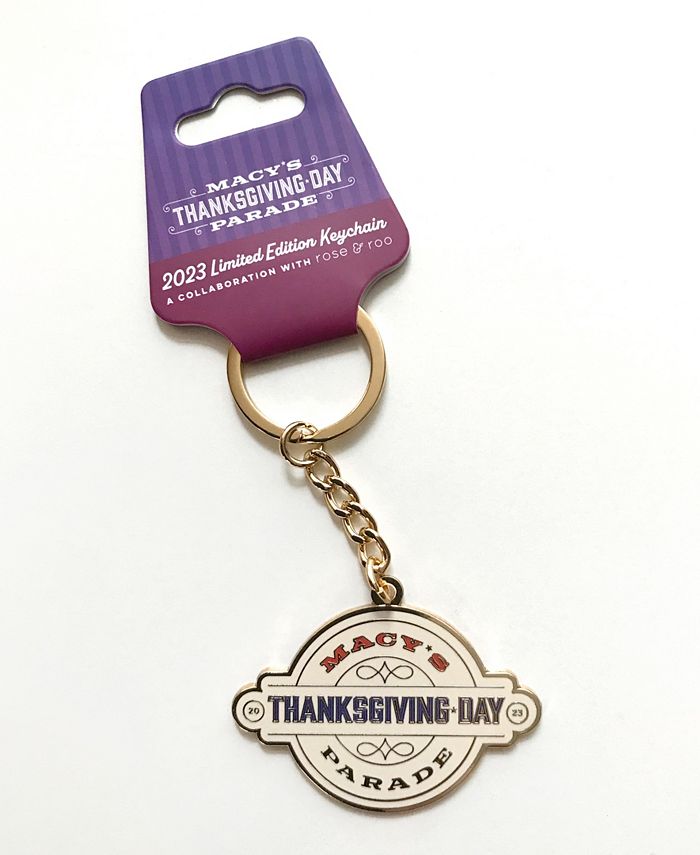 MACY★S
THANKSGIVING★DAY
PARADE
2023 Limited Edition Keychain
A COLLABORATION WITH rose & roo
MACY★S
20 THANKSGIVING★DAY 23
PARADE